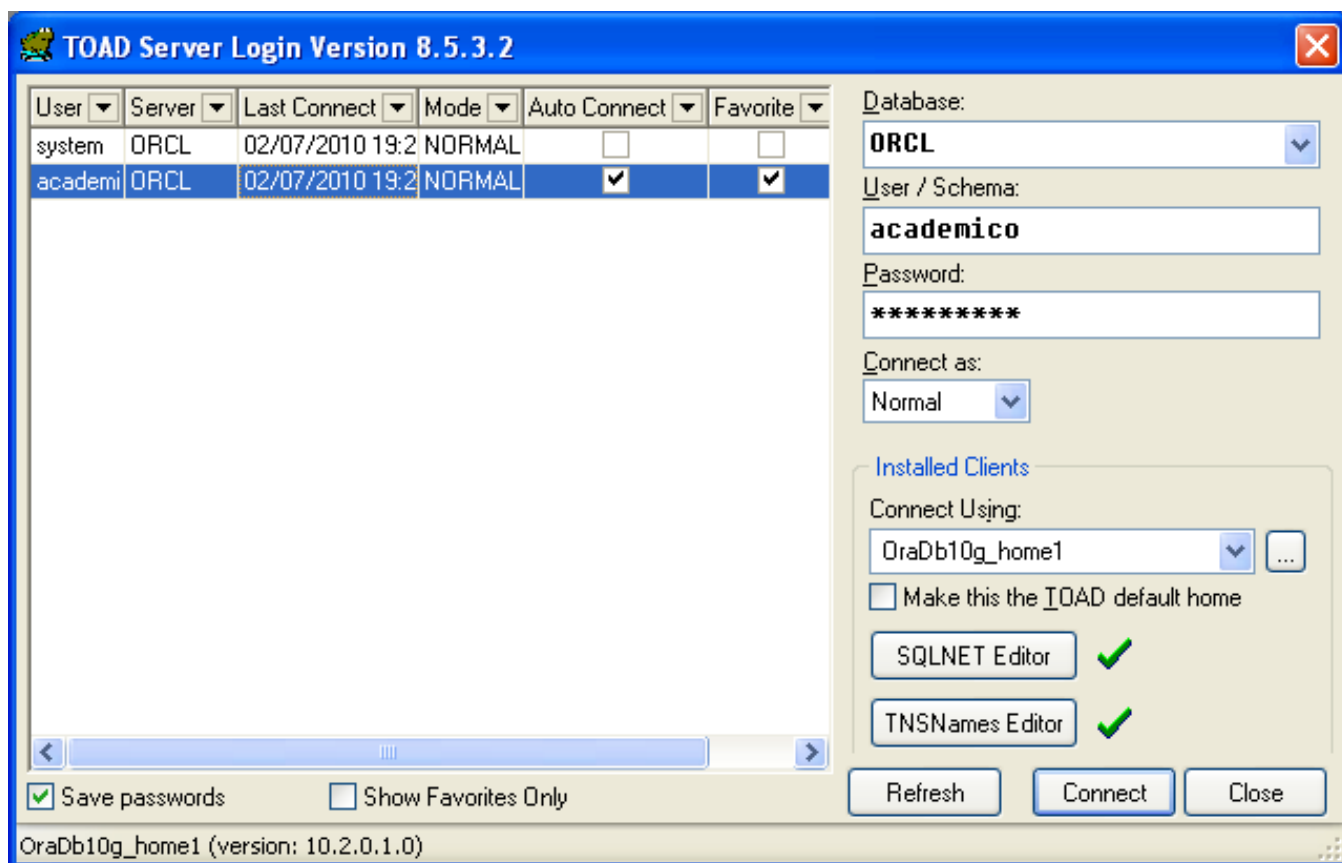 TOAD Server Login Version 8.5.3.2
User Server Last Connect Mode Auto Connect Favorite
system ORCL 02/07/2010 19:2 NORMAL
academi ORCL 02/07/2010 19:2 NORMAL
Database:
ORCL
User / Schema:
academico
Password:
*********
Connect as:
Normal
Installed Clients
Connect Using:
OraDb10g_home1
...
Make this the TOAD default home
SQLNET Editor
TNSNames Editor
Save passwords Show Favorites Only
Refresh Connect Close
OraDb10g_home1 (version: 10.2.0.1.0)